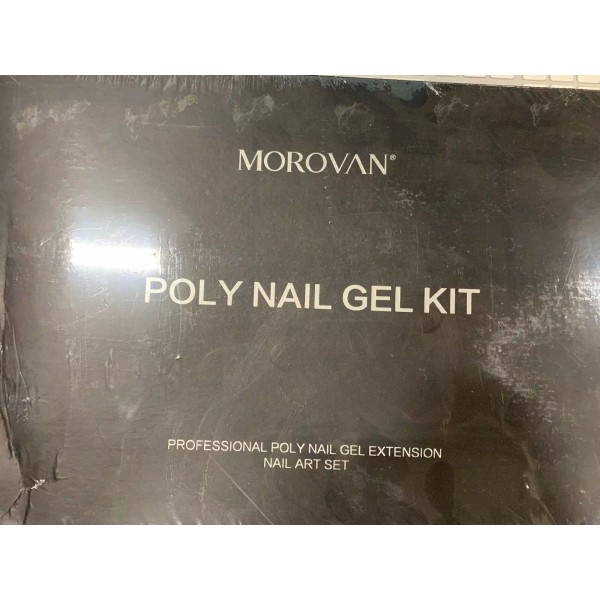 MOROVAN®
POLY NAIL GEL KIT
PROFESSIONAL POLY NAIL GEL EXTENSION
NAIL ART SET